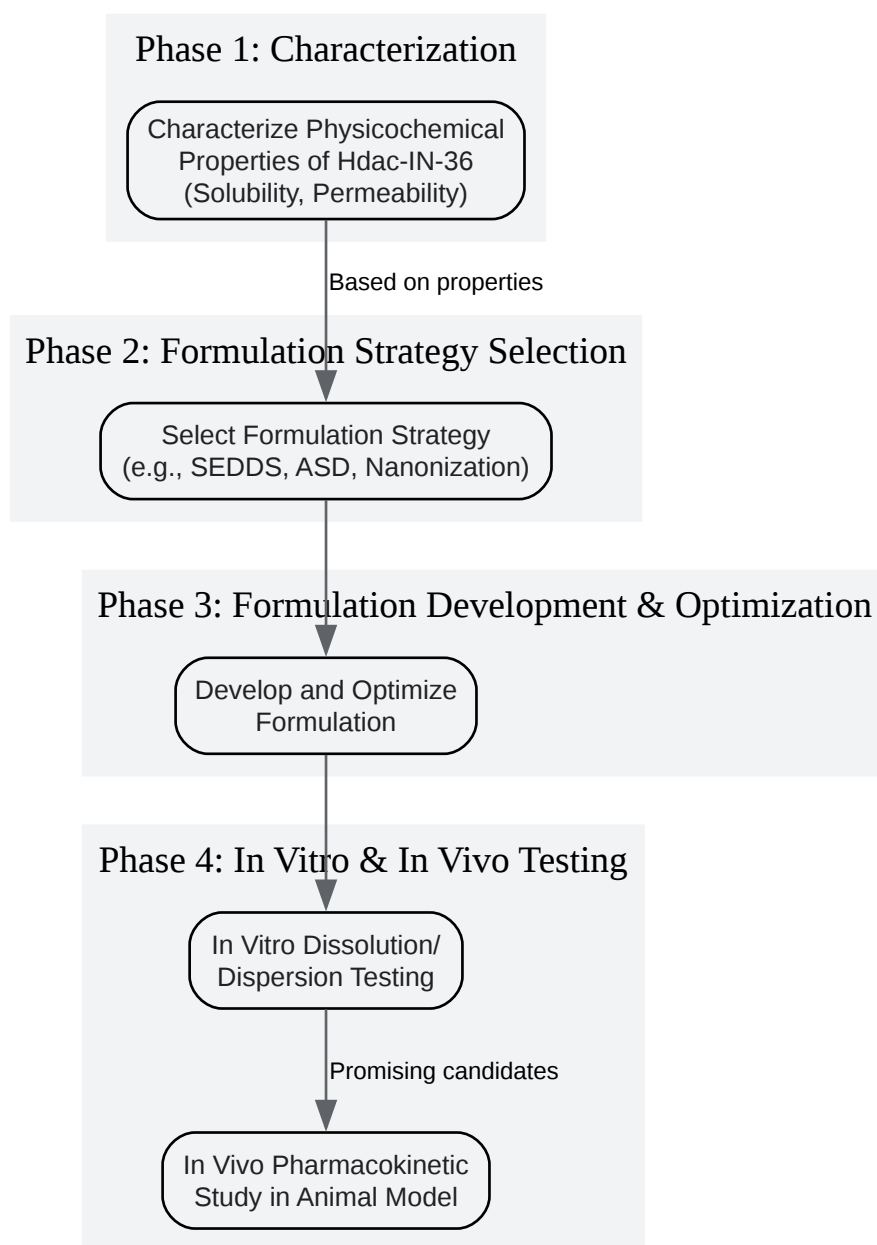 Phase 1: Characterization
Characterize Physicochemical
Properties of Hdac-IN-36
(Solubility, Permeability)
Based on properties
Phase 2: Formulation Strategy Selection
Select Formulation Strategy
(e.g., SEDDS, ASD, Nanonization)
Phase 3: Formulation Development & Optimization
Develop and Optimize
Formulation
Phase 4: In Vitro & In Vivo Testing
In Vitro Dissolution/
Dispersion Testing
Promising candidates
In Vivo Pharmacokinetic
Study in Animal Model